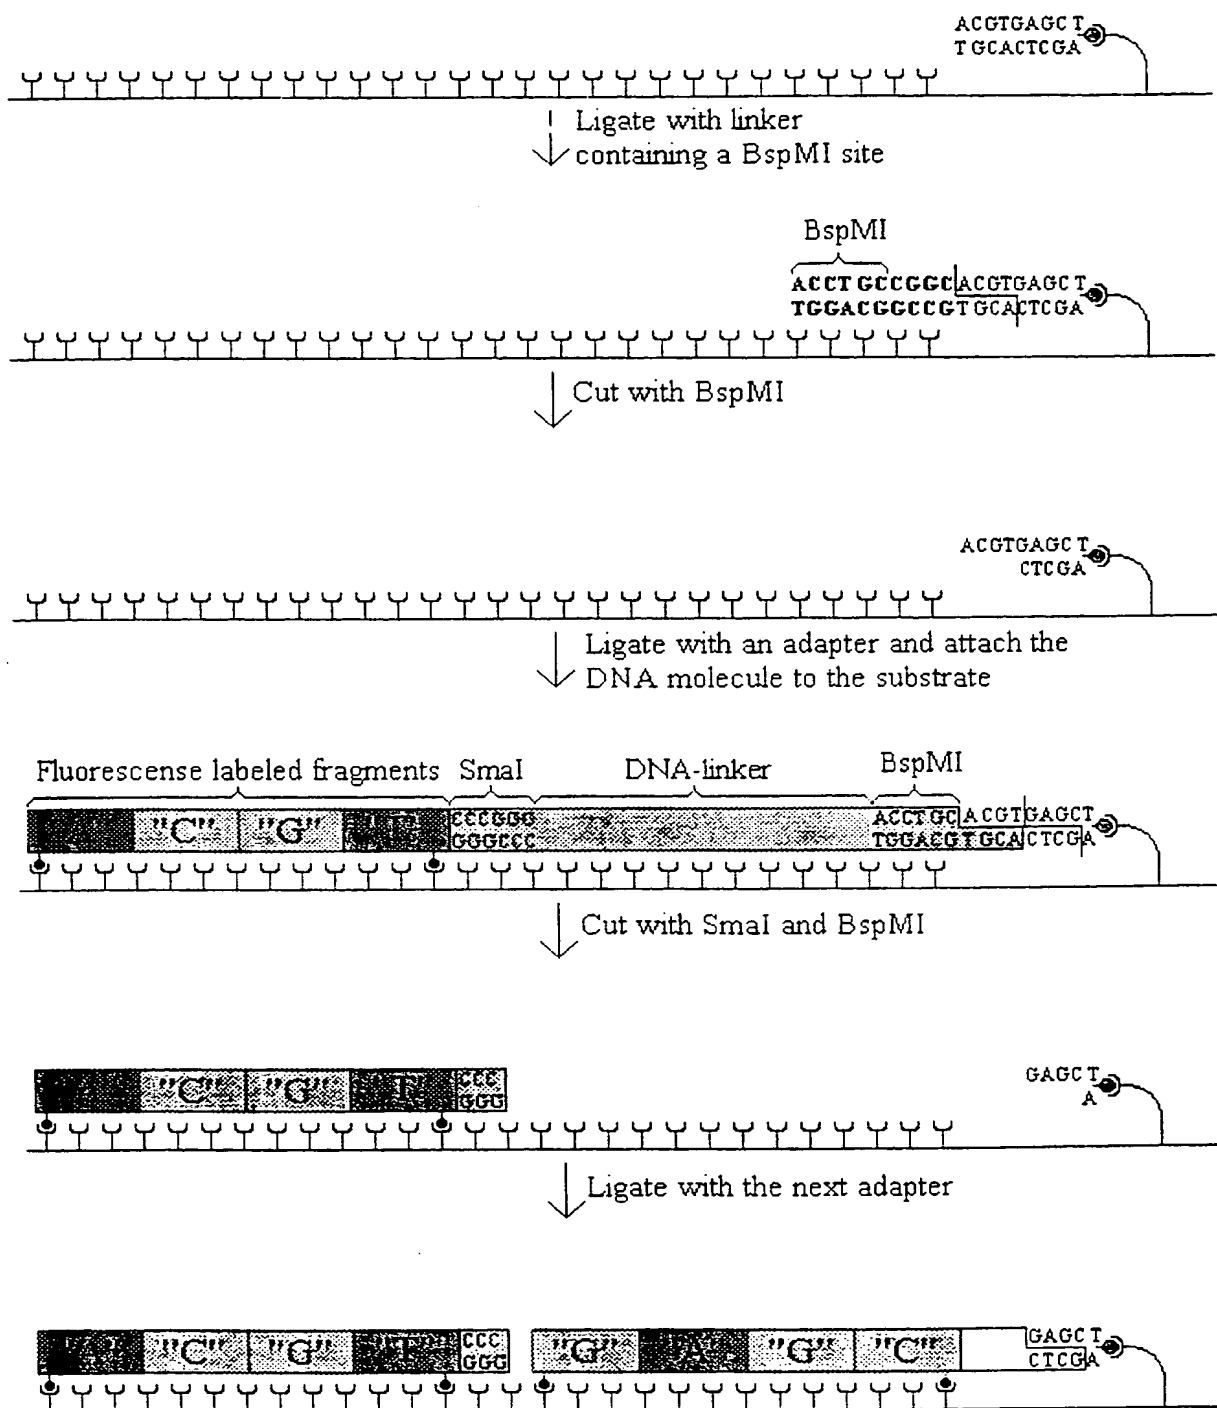 ACGTGAGCT
TGCACTCGA
Ligate with linker
containing a BspMI site
BspMI
ACCTGCCGGCACGTGAGCT
TGGACGGCCGTGCACTCGA
Cut with BspMI
ACGTGAGCT
CTCGA
Ligate with an adapter and attach the
DNA molecule to the substrate
Fluorescense labeled fragments SmaI DNA-linker BspMI
"C" "G" "T" CCCGGG ACCTGCACGTGAGCT
GGGCCC TGGACGTGCACTCGA
Cut with SmaI and BspMI
"C" "G" "T" CCC GAGCT
GGG A
Ligate with the next adapter
"C" "G" "T" CCC "G" "A" "G" "C" GAGCT
GGG CTCGA